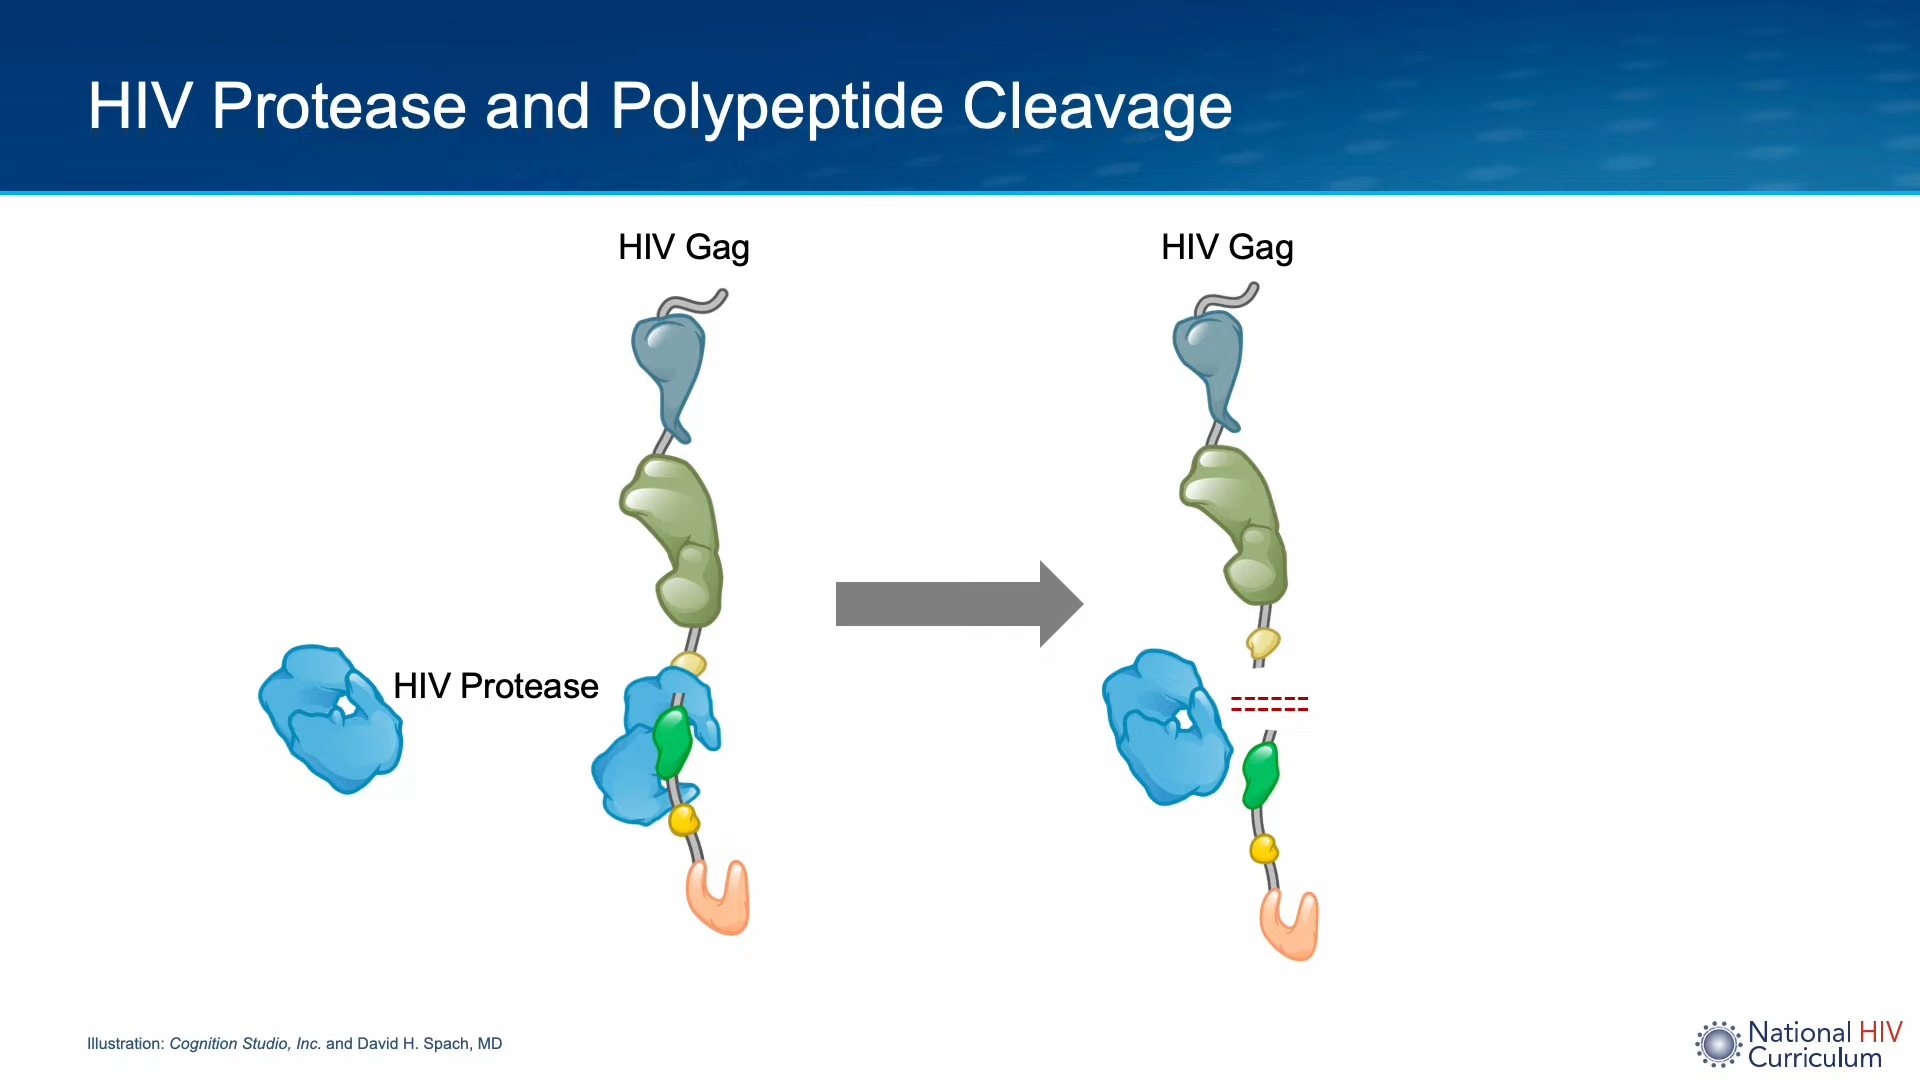 HIV Protease and Polypeptide Cleavage
HIV Gag
HIV Gag
HIV Protease
Illustration: Cognition Studio, Inc. and David H. Spach, MD
National HIV
Curriculum